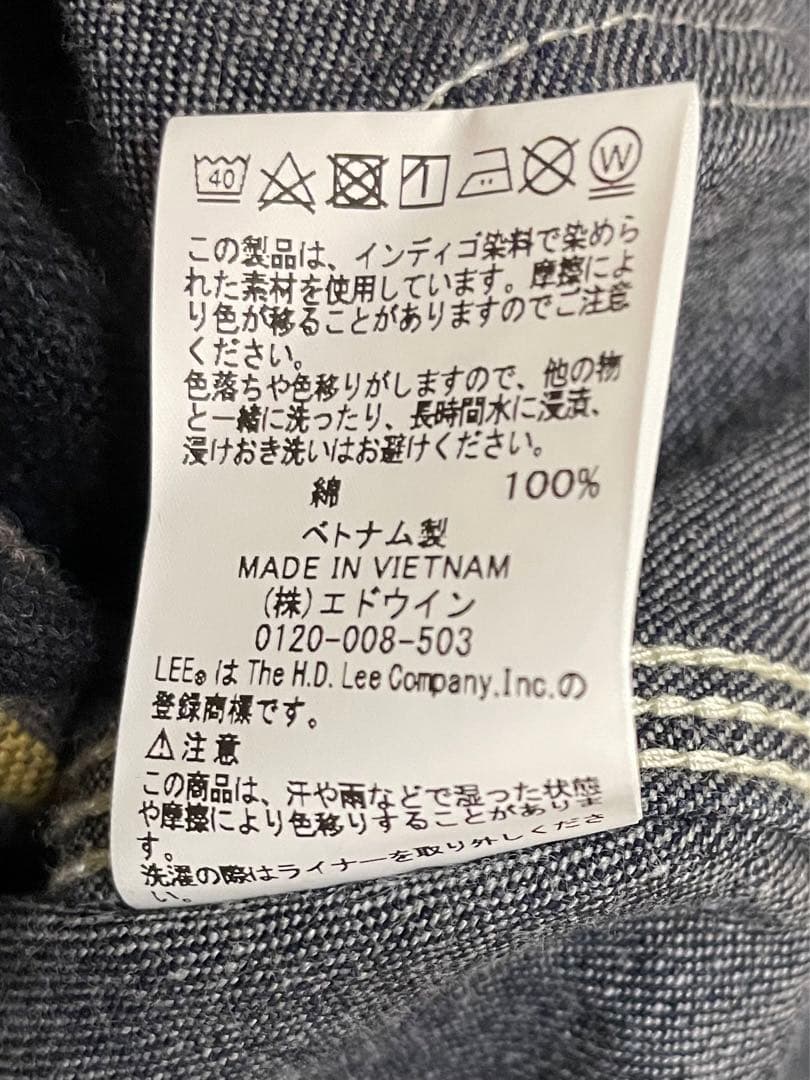 40 W
この製品は、インディゴ染料で染めら
れた素材を使用しています。摩擦によ
り色が移ることがありますのでご注意
ください。
色落ちや色移りがしますので、他の物
と一緒に洗ったり、長時間水に浸漬、
浸けおき洗いはお避けください。
綿 100%
ベトナム製
MADE IN VIETNAM
(株)エドウイン
0120-008-503
LEE® は The H.D. Lee Company,Inc.の
登録商標です。
⚠注意
この商品は、汗や雨などで湿った状態
や摩擦により色移りすることがありま
す。
洗濯の際はライナーを取り外しくださ
い。